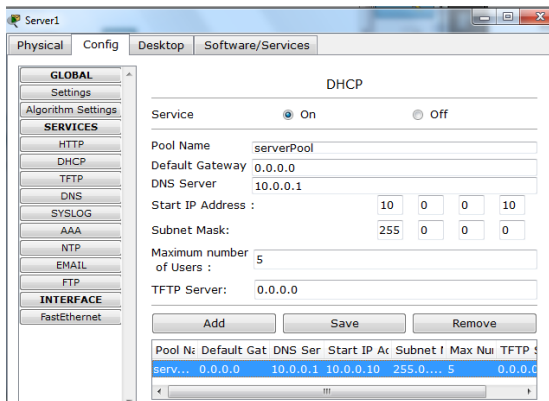 Server1
Physical Config Desktop Software/Services
GLOBAL
Settings
Algorithm Settings
SERVICES
HTTP
DHCP
TFTP
DNS
SYSLOG
AAA
NTP
EMAIL
FTP
INTERFACE
FastEthernet
DHCP
Service On Off
Pool Name serverPool
Default Gateway 0.0.0.0
DNS Server 10.0.0.1
Start IP Address : 10 0 0 10
Subnet Mask: 255 0 0 0
Maximum number
of Users : 5
TFTP Server: 0.0.0.0
Add Save Remove
Pool Na Default Gat DNS Ser Start IP Ac Subnet M Max Nu TFTP S
serv... 0.0.0.0 10.0.0.1 10.0.0.10 255.0.... 5 0.0.0.0